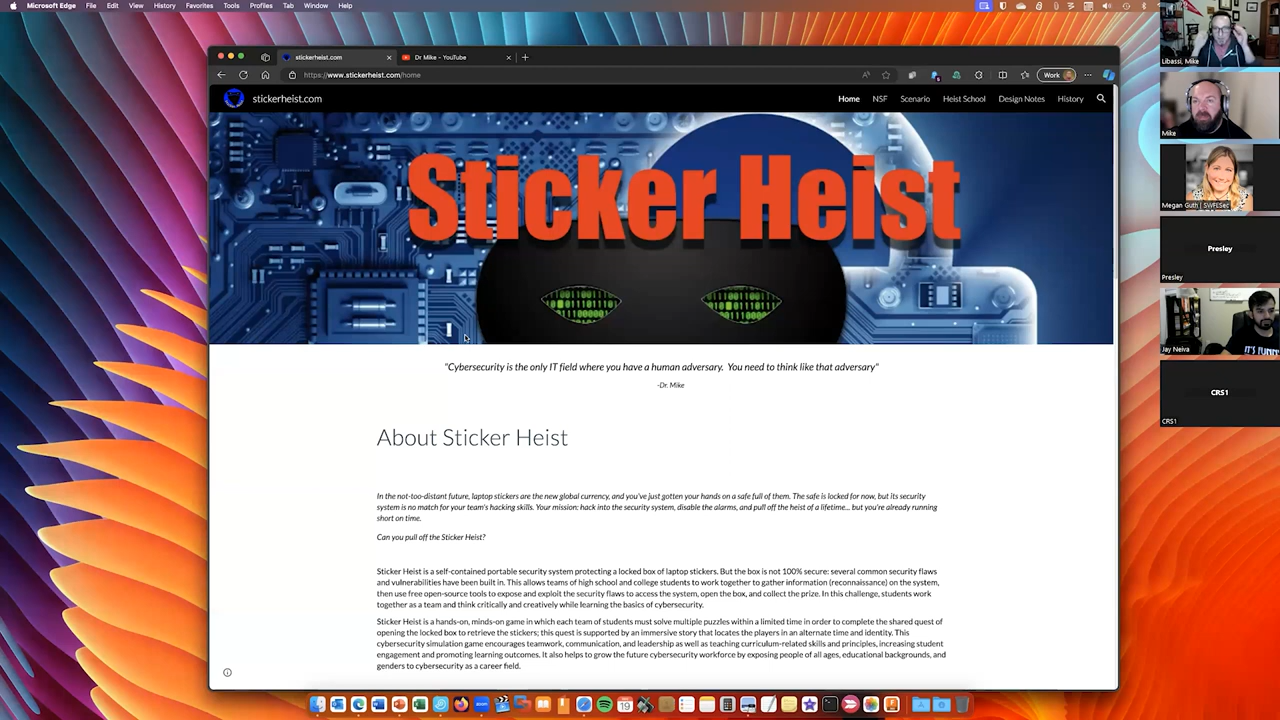 Microsoft Edge File Edit View History Favorites Tools Profiles Tab Window Help
stickerheist.com
Dr Mike - YouTube
https://www.stickerheist.com/home
Work
stickerheist.com
Home NSF Scenario Heist School Design Notes History
Sticker Heist
"Cybersecurity is the only IT field where you have a human adversary. You need to think like that adversary"
-Dr. Mike
About Sticker Heist
In the not-too-distant future, laptop stickers are the new global currency, and you've just gotten your hands on a safe full of them. The safe is locked for now, but its security
system is no match for your team's hacking skills. Your mission: hack into the security system, disable the alarms, and pull off the heist of a lifetime... but you're already running
short on time.
Can you pull off the Sticker Heist?
Sticker Heist is a self-contained portable security system protecting a locked box of laptop stickers. But the box is not 100% secure: several common security flaws
and vulnerabilities have been built in. This allows teams of high school and college students to work together to gather information (reconnaissance) on the system,
then use free open-source tools to expose and exploit the security flaws to access the system, open the box, and collect the prize. In this challenge, students work
together as a team and think critically and creatively while learning the basics of cybersecurity.
Sticker Heist is a hands-on, minds-on game in which each team of students must solve multiple puzzles within a limited time in order to complete the shared quest of
opening the locked box to retrieve the stickers; this quest is supported by an immersive story that locates the players in an alternate time and identity. This
cybersecurity simulation game encourages teamwork, communication, and leadership as well as teaching curriculum-related skills and principles, increasing student
engagement and promoting learning outcomes. It also helps to grow the future cybersecurity workforce by exposing people of all ages, educational backgrounds, and
genders to cybersecurity as a career field.
Libassi, Mike
Mike
Megan Guth | SWFLSec
Presley
Presley
IT'S FUNNY
Jay Neiva
CRS1
CRS1
19
zoom